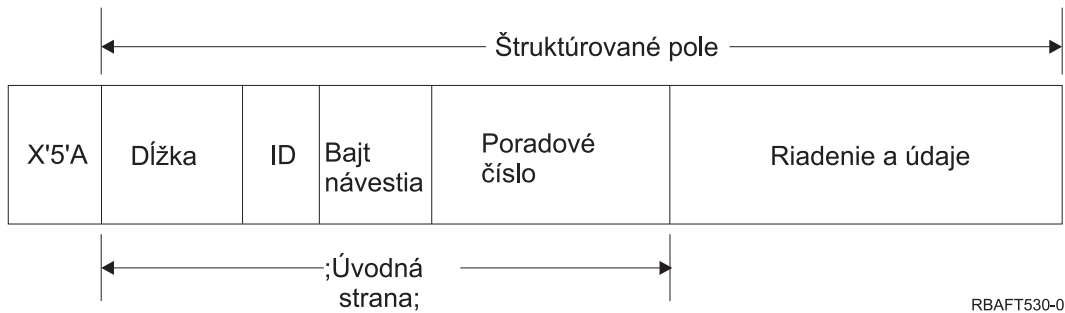 Štruktúrované pole
X'5'A
Dĺžka
ID
Bajt
návestia
Poradové
číslo
Riadenie a údaje
;Úvodná
strana;
RBAFT530-0